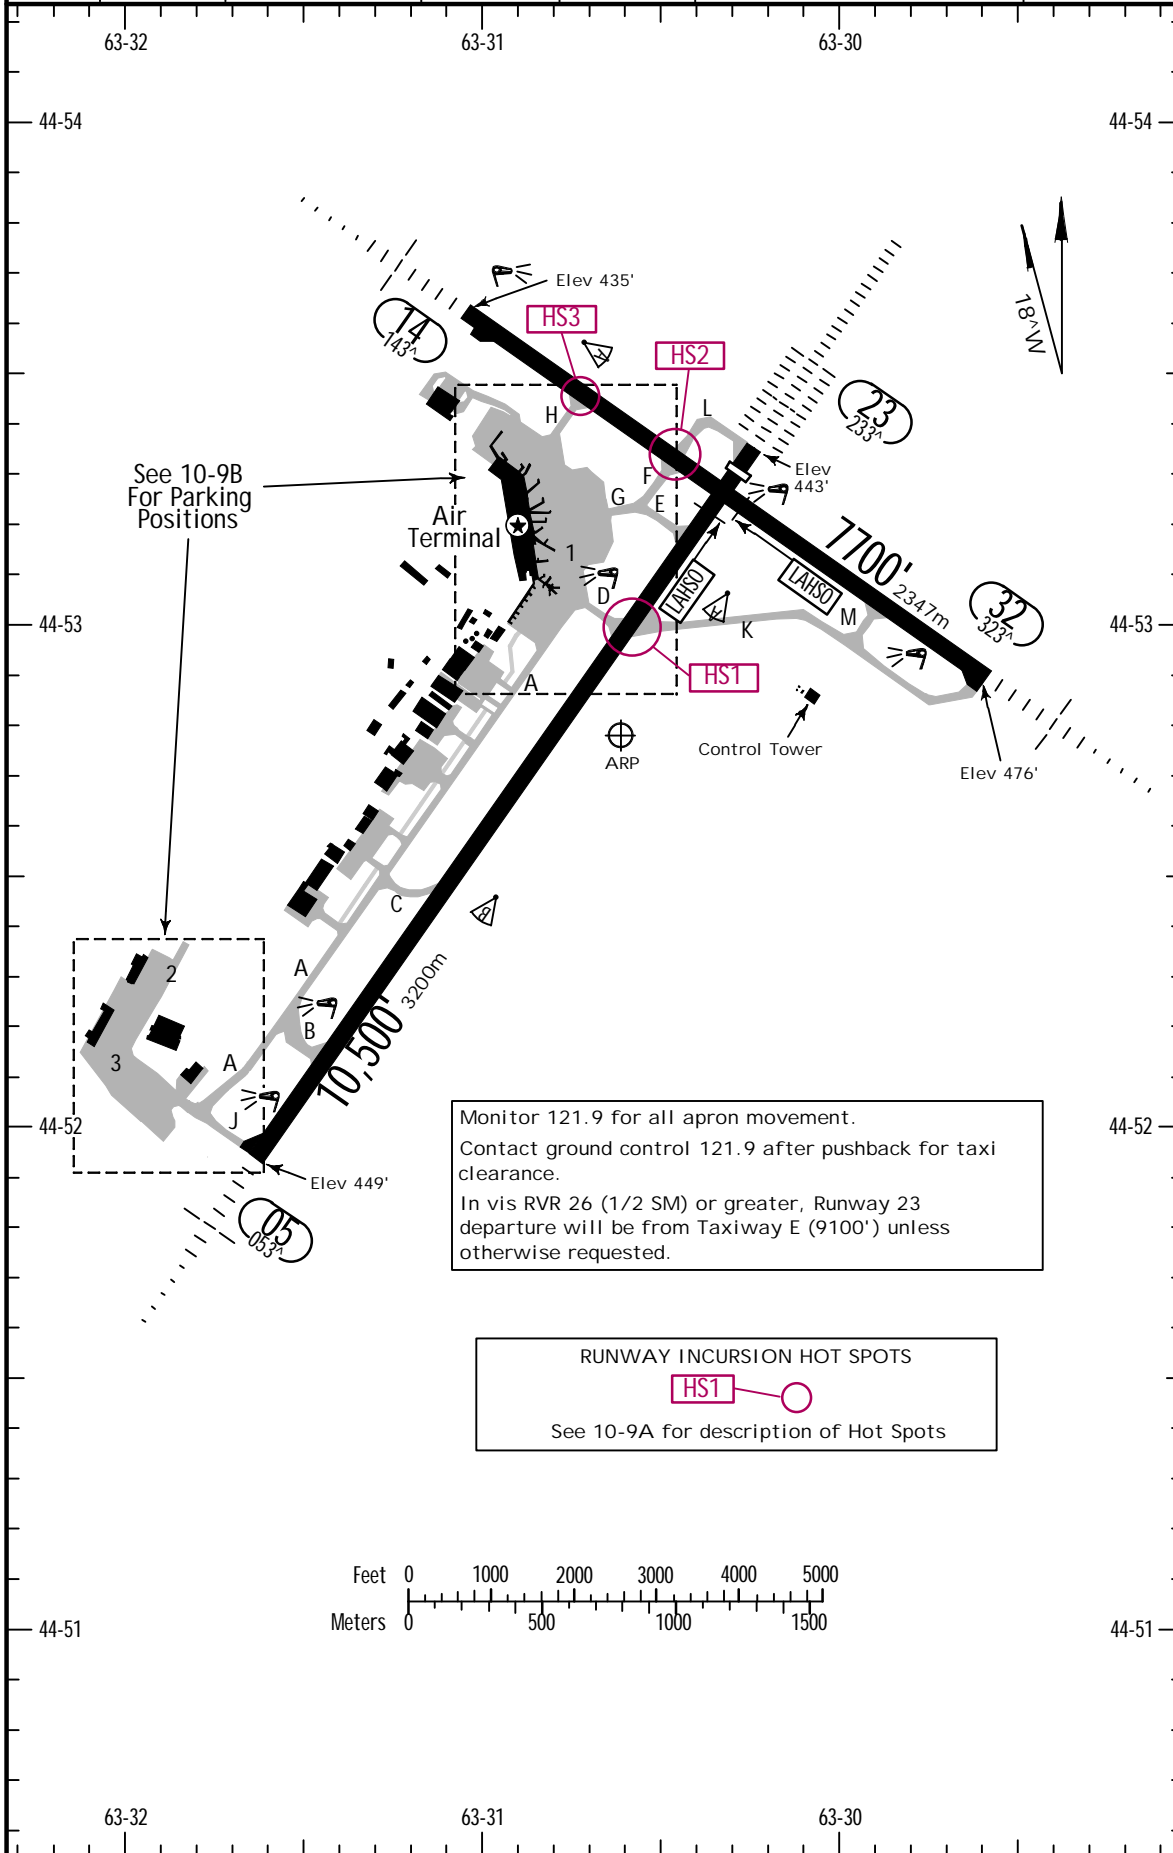 63-32
63-31
63-30
44-54
44-54
18^W
Elev 435'
14
143^
HS3
A
HS2
L
23
233^
H
See 10-9B
For Parking
Positions
F
Elev
443'
G
E
Air
Terminal
7700'
2347m
1
LAHSO
LAHSO
D
A
32
323^
44-53
44-53
K
M
HS1
A
ARP
Control Tower
Elev 476'
C
B
A
2
3200m
10,500'
B
3
A
44-52
44-52
J
Elev 449'
05
053^
Monitor 121.9 for all apron movement.
Contact ground control 121.9 after pushback for taxi
clearance.
In vis RVR 26 (1/2 SM) or greater, Runway 23
departure will be from Taxiway E (9100') unless
otherwise requested.
RUNWAY INCURSION HOT SPOTS
HS1
See 10-9A for description of Hot Spots
Feet 0 1000 2000 3000 4000 5000
Meters 0 500 1000 1500
44-51
44-51
63-32
63-31
63-30